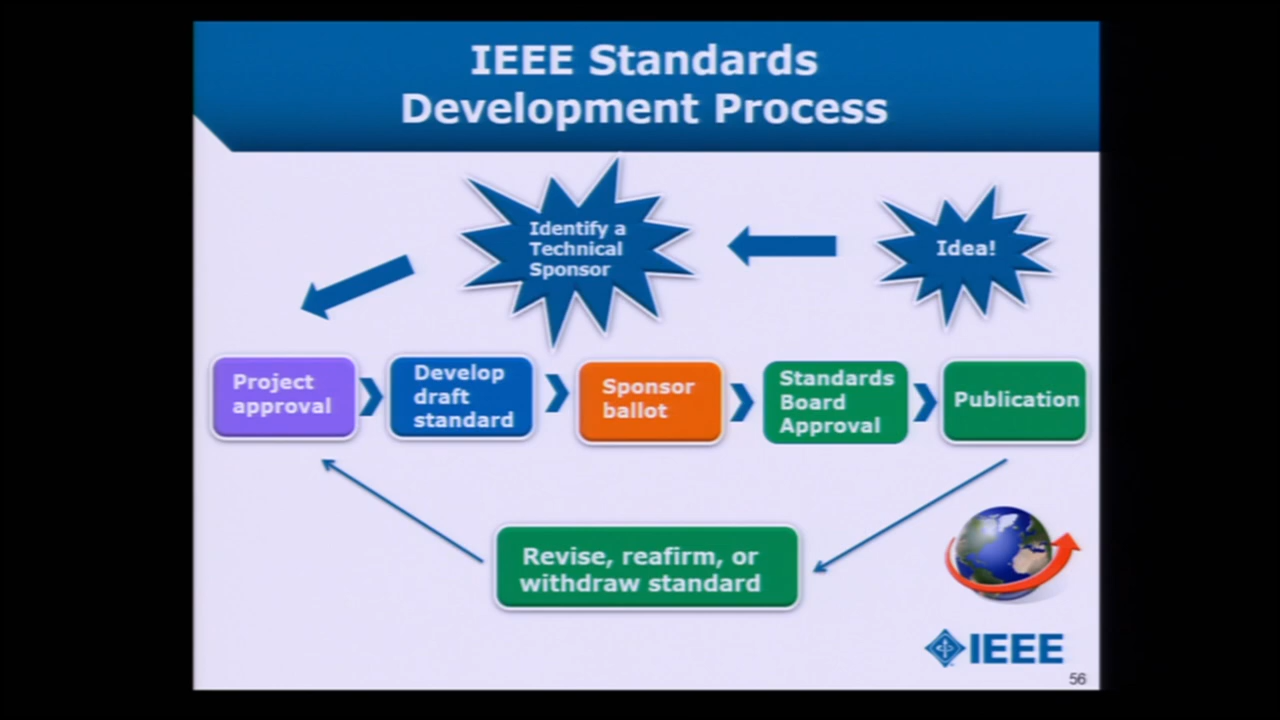 IEEE Standards
Development Process
Identify a
Technical
Sponsor
Idea!
Project
approval
Develop
draft
standard
Sponsor
ballot
Standards
Board
Approval
Publication
Revise, reafirm, or
withdraw standard
IEEE
56